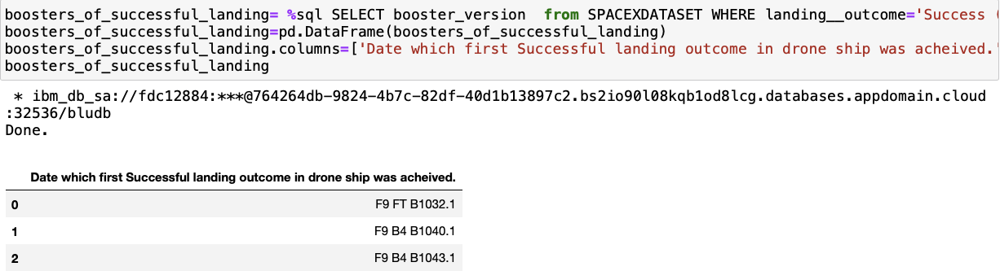 boosters_of_successful_landing= %sql SELECT booster_version from SPACEXDATASET WHERE landing__outcome='Success
boosters_of_successful_landing=pd.DataFrame(boosters_of_successful_landing)
boosters_of_successful_landing.columns=['Date which first Successful landing outcome in drone ship was acheived.'
boosters_of_successful_landing
* ibm_db_sa://fdc12884:***@764264db-9824-4b7c-82df-40d1b13897c2.bs2io90l08kqb1od8lcg.databases.appdomain.cloud
:32536/bludb
Done.
Date which first Successful landing outcome in drone ship was acheived.
0 F9 FT B1032.1
1 F9 B4 B1040.1
2 F9 B4 B1043.1